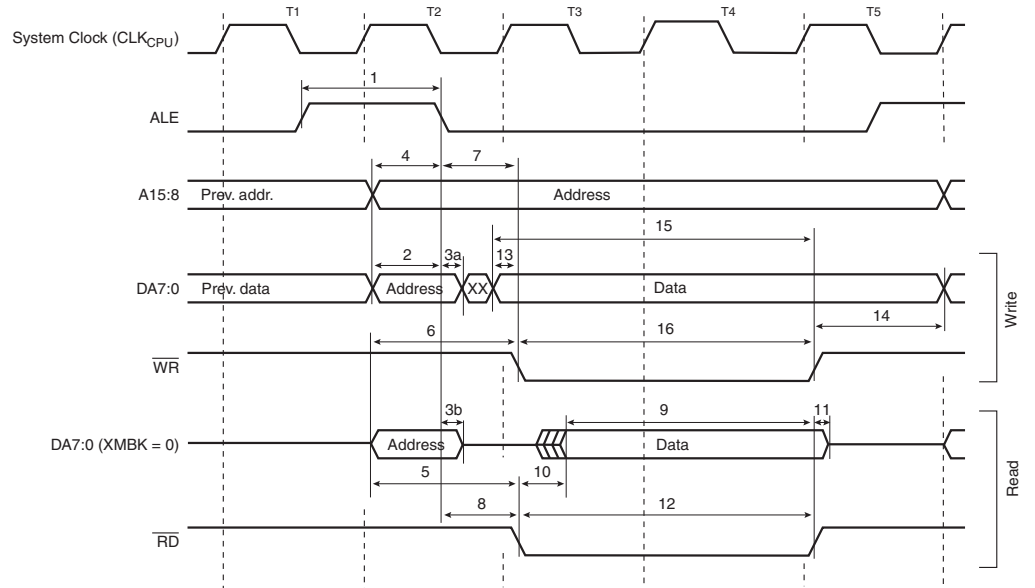 T1 T2 T3 T4 T5
System Clock (CLKCPU)
1
ALE
4 7
A15:8 Prev. addr. Address
15
2 3a 13
DA7:0 Prev. data Address XX Data
14
6 16
WR
Write
3b 9 11
DA7:0 (XMBK = 0) Address Data
5 10
8 12
RD
Read